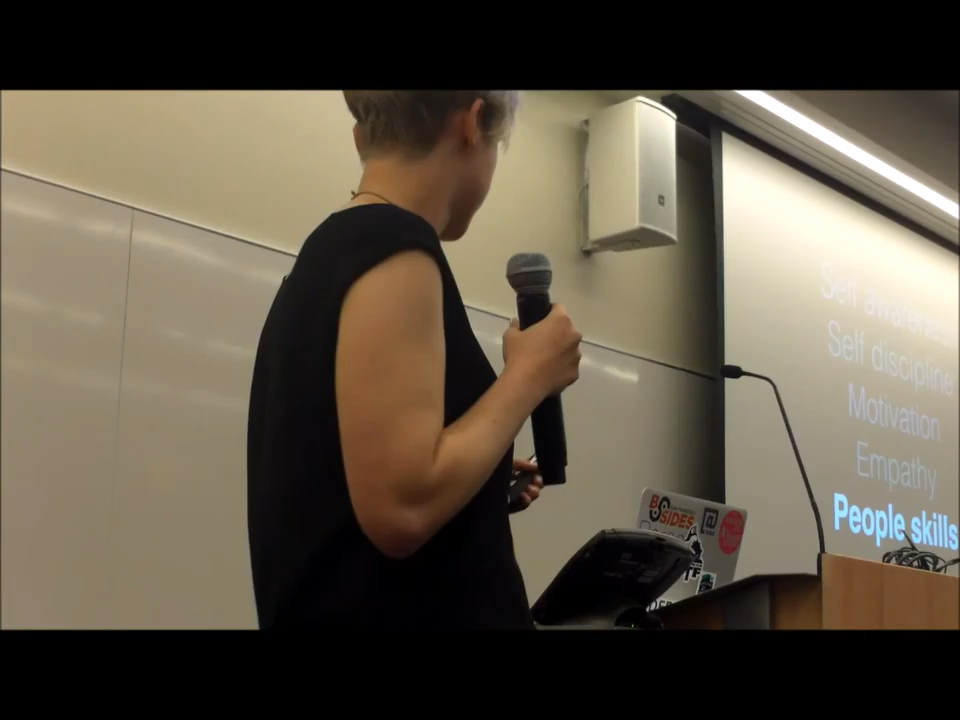 Self awareness
Self discipline
Motivation
Empathy
People skills
BSIDES